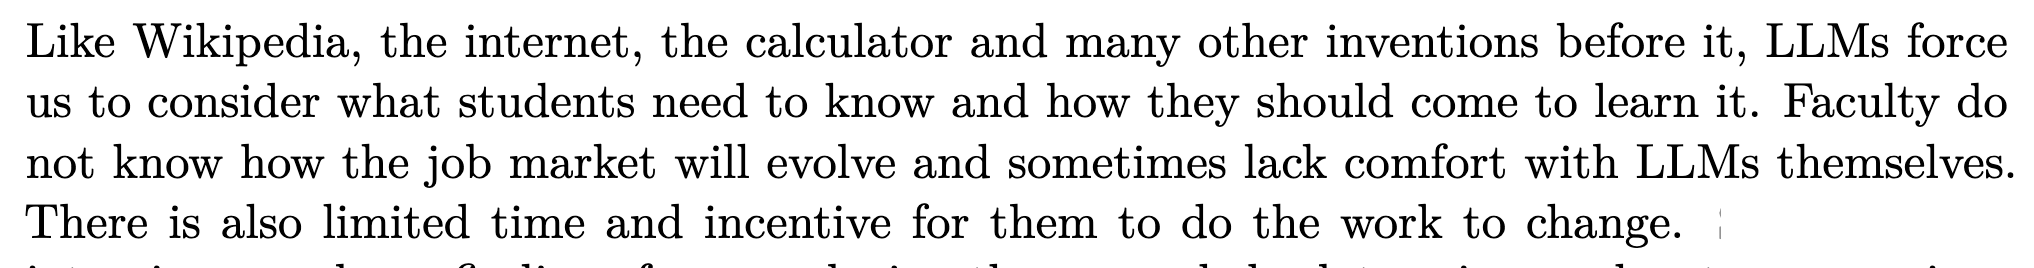 Like Wikipedia, the internet, the calculator and many other inventions before it, LLMs force
us to consider what students need to know and how they should come to learn it. Faculty do
not know how the job market will evolve and sometimes lack comfort with LLMs themselves.
There is also limited time and incentive for them to do the work to change.